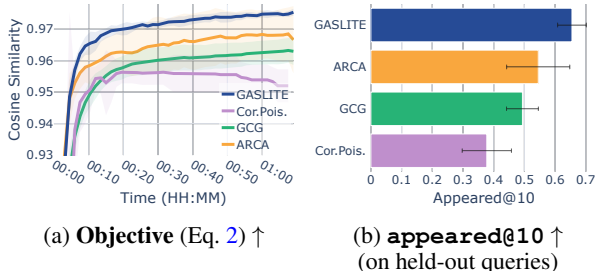 0.97
0.96
0.95
0.94
0.93
Cosine Similarity
GASLITE
Cor.Pois.
GCG
ARCA
00:00
00:10
00:20
00:30
00:40
00:50
01:00
Time (HH:MM)
(a) Objective (Eq. 2) ↑
GASLITE
ARCA
GCG
Cor.Pois.
0 0.1 0.2 0.3 0.4 0.5 0.6 0.7
Appeared@10
(b) appeared@10 ↑
(on held-out queries)